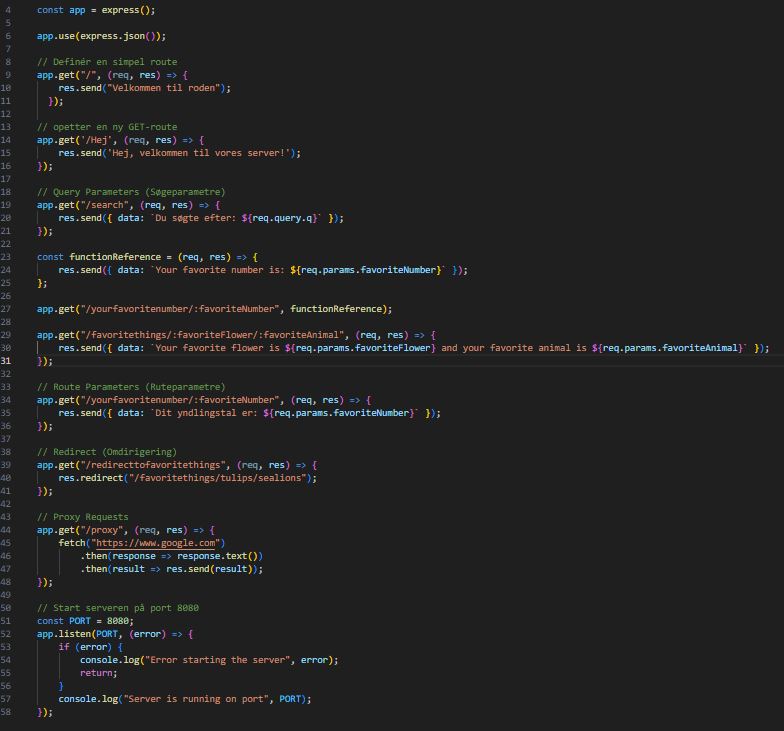 4 const app = express();
5
6 app.use(express.json());
7
8 // Definér en simpel route
9 app.get("/", (req, res) => {
10 res.send("Velkommen til roden");
11 });
12
13 // opetter en ny GET-route
14 app.get('/Hej', (req, res) => {
15 res.send('Hej, velkommen til vores server!');
16 });
17
18 // Query Parameters (Søgeparametre)
19 app.get("/search", (req, res) => {
20 res.send({ data: `Du søgte efter: ${req.query.q}` });
21 });
22
23 const functionReference = (req, res) => {
24 res.send({ data: `Your favorite number is: ${req.params.favoriteNumber}` });
25 };
26
27 app.get("/yourfavoritenumber/:favoriteNumber", functionReference);
28
29 app.get("/favoritethings/:favoriteFlower/:favoriteAnimal", (req, res) => {
30 res.send({ data: `Your favorite flower is ${req.params.favoriteFlower} and your favorite animal is ${req.params.favoriteAnimal}` });
31 });
32
33 // Route Parameters (Ruteparametre)
34 app.get("/yourfavoritenumber/:favoriteNumber", (req, res) => {
35 res.send({ data: `Dit yndlingstal er: ${req.params.favoriteNumber}` });
36 });
37
38 // Redirect (Omdirigering)
39 app.get("/redirecttofavoritethings", (req, res) => {
40 res.redirect("/favoritethings/tulips/sealions");
41 });
42
43 // Proxy Requests
44 app.get("/proxy", (req, res) => {
45 fetch("https://www.google.com")
46 .then(response => response.text())
47 .then(result => res.send(result));
48 });
49
50 // Start serveren på port 8080
51 const PORT = 8080;
52 app.listen(PORT, (error) => {
53 if (error) {
54 console.log("Error starting the server", error);
55 return;
56 }
57 console.log("Server is running on port", PORT);
58 });